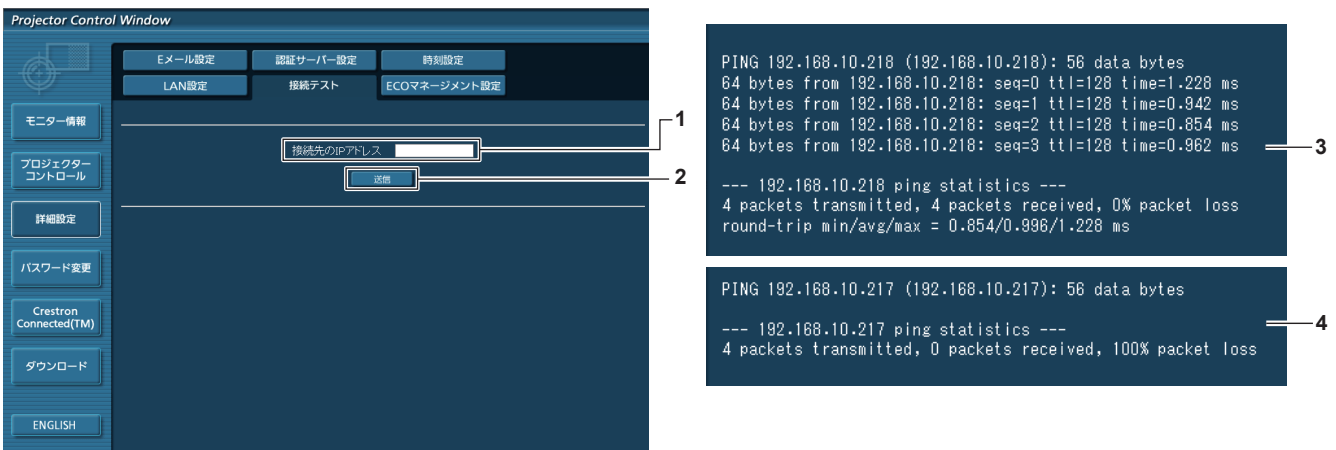 Projector Control Window
Eメール設定
認証サーバー設定
時刻設定
LAN設定
接続テスト
ECOマネージメント設定
モニター情報
プロジェクター
コントロール
詳細設定
パスワード変更
Crestron
Connected(TM)
ダウンロード
ENGLISH
接続先のIPアドレス
1
送信
2
PING 192.168.10.218 (192.168.10.218): 56 data bytes
64 bytes from 192.168.10.218: seq=0 ttl=128 time=1.228 ms
64 bytes from 192.168.10.218: seq=1 ttl=128 time=0.942 ms
64 bytes from 192.168.10.218: seq=2 ttl=128 time=0.854 ms
64 bytes from 192.168.10.218: seq=3 ttl=128 time=0.962 ms
3
--- 192.168.10.218 ping statistics ---
4 packets transmitted, 4 packets received, 0% packet loss
round-trip min/avg/max = 0.854/0.996/1.228 ms
PING 192.168.10.217 (192.168.10.217): 56 data bytes
4
--- 192.168.10.217 ping statistics ---
4 packets transmitted, 0 packets received, 100% packet loss